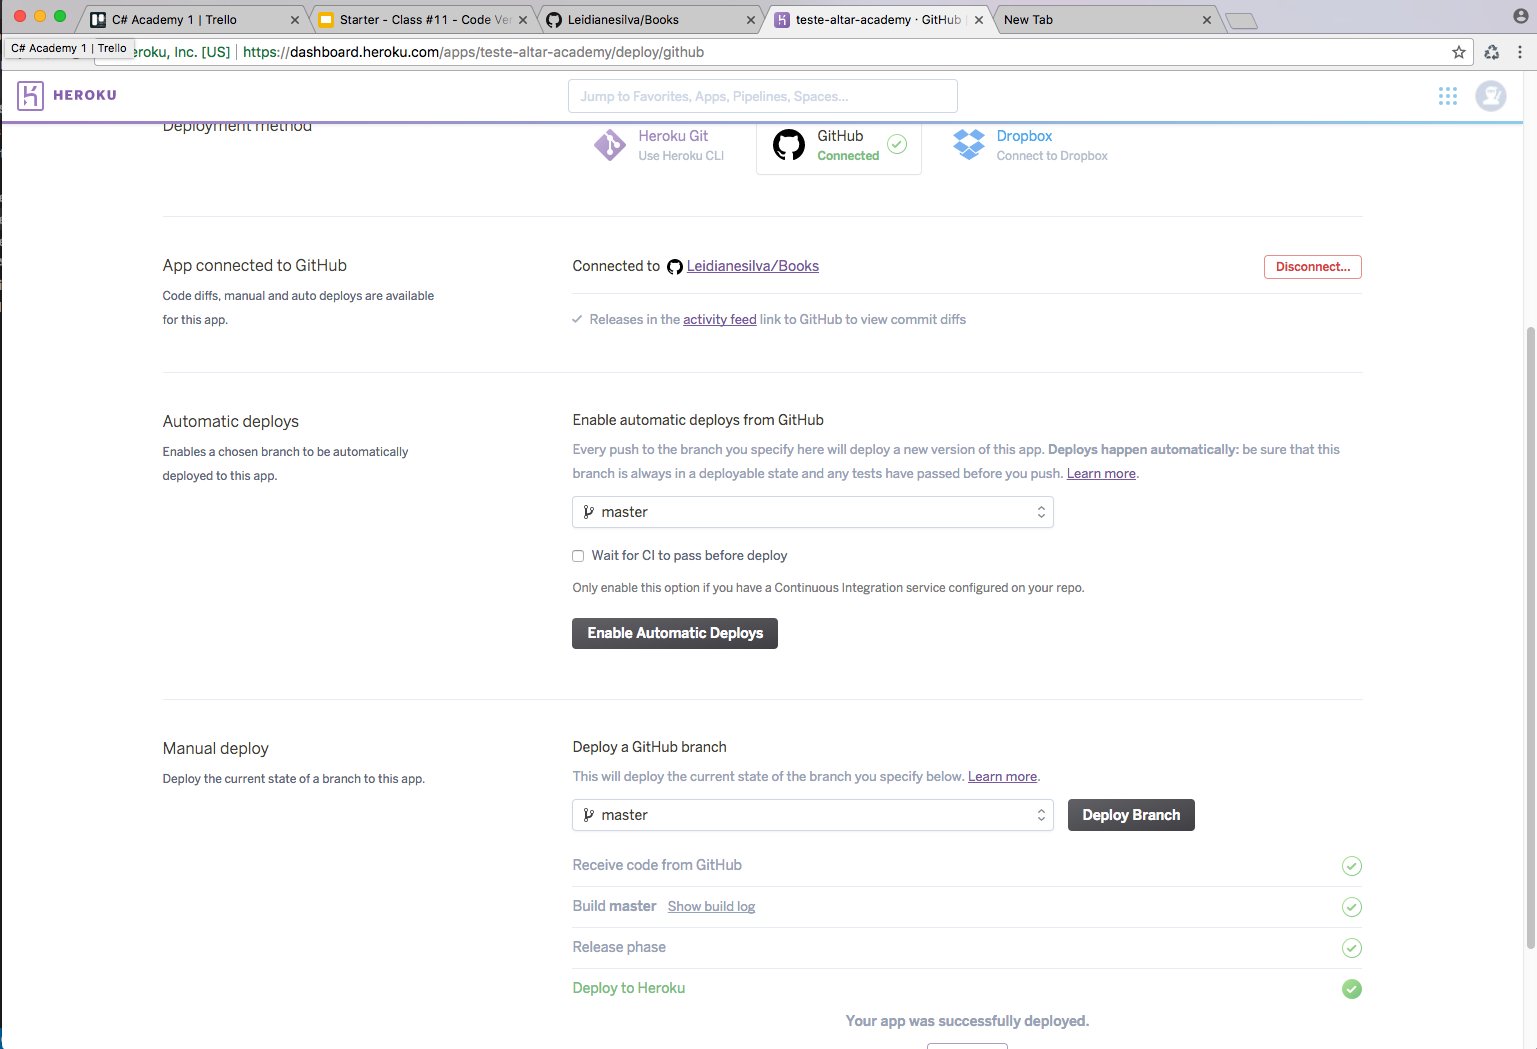 C# Academy 1 | Trello
Starter - Class #11 - Code Ve
Leidianesilva/Books
teste-altar-academy · GitHub
New Tab
C# Academy 1 | Trello
eroku, Inc. [US] | https://dashboard.heroku.com/apps/teste-altar-academy/deploy/github
HEROKU
Jump to Favorites, Apps, Pipelines, Spaces...
Deployment method
Heroku Git
Use Heroku CLI
GitHub
Connected
Dropbox
Connect to Dropbox
App connected to GitHub
Code diffs, manual and auto deploys are available
for this app.
Connected to Leidianesilva/Books
Disconnect...
Releases in the activity feed link to GitHub to view commit diffs
Automatic deploys
Enables a chosen branch to be automatically
deployed to this app.
Enable automatic deploys from GitHub
Every push to the branch you specify here will deploy a new version of this app. Deploys happen automatically: be sure that this
branch is always in a deployable state and any tests have passed before you push. Learn more.
master
Wait for CI to pass before deploy
Only enable this option if you have a Continuous Integration service configured on your repo.
Enable Automatic Deploys
Manual deploy
Deploy the current state of a branch to this app.
Deploy a GitHub branch
This will deploy the current state of the branch you specify below. Learn more.
master
Deploy Branch
Receive code from GitHub
Build master Show build log
Release phase
Deploy to Heroku
Your app was successfully deployed.